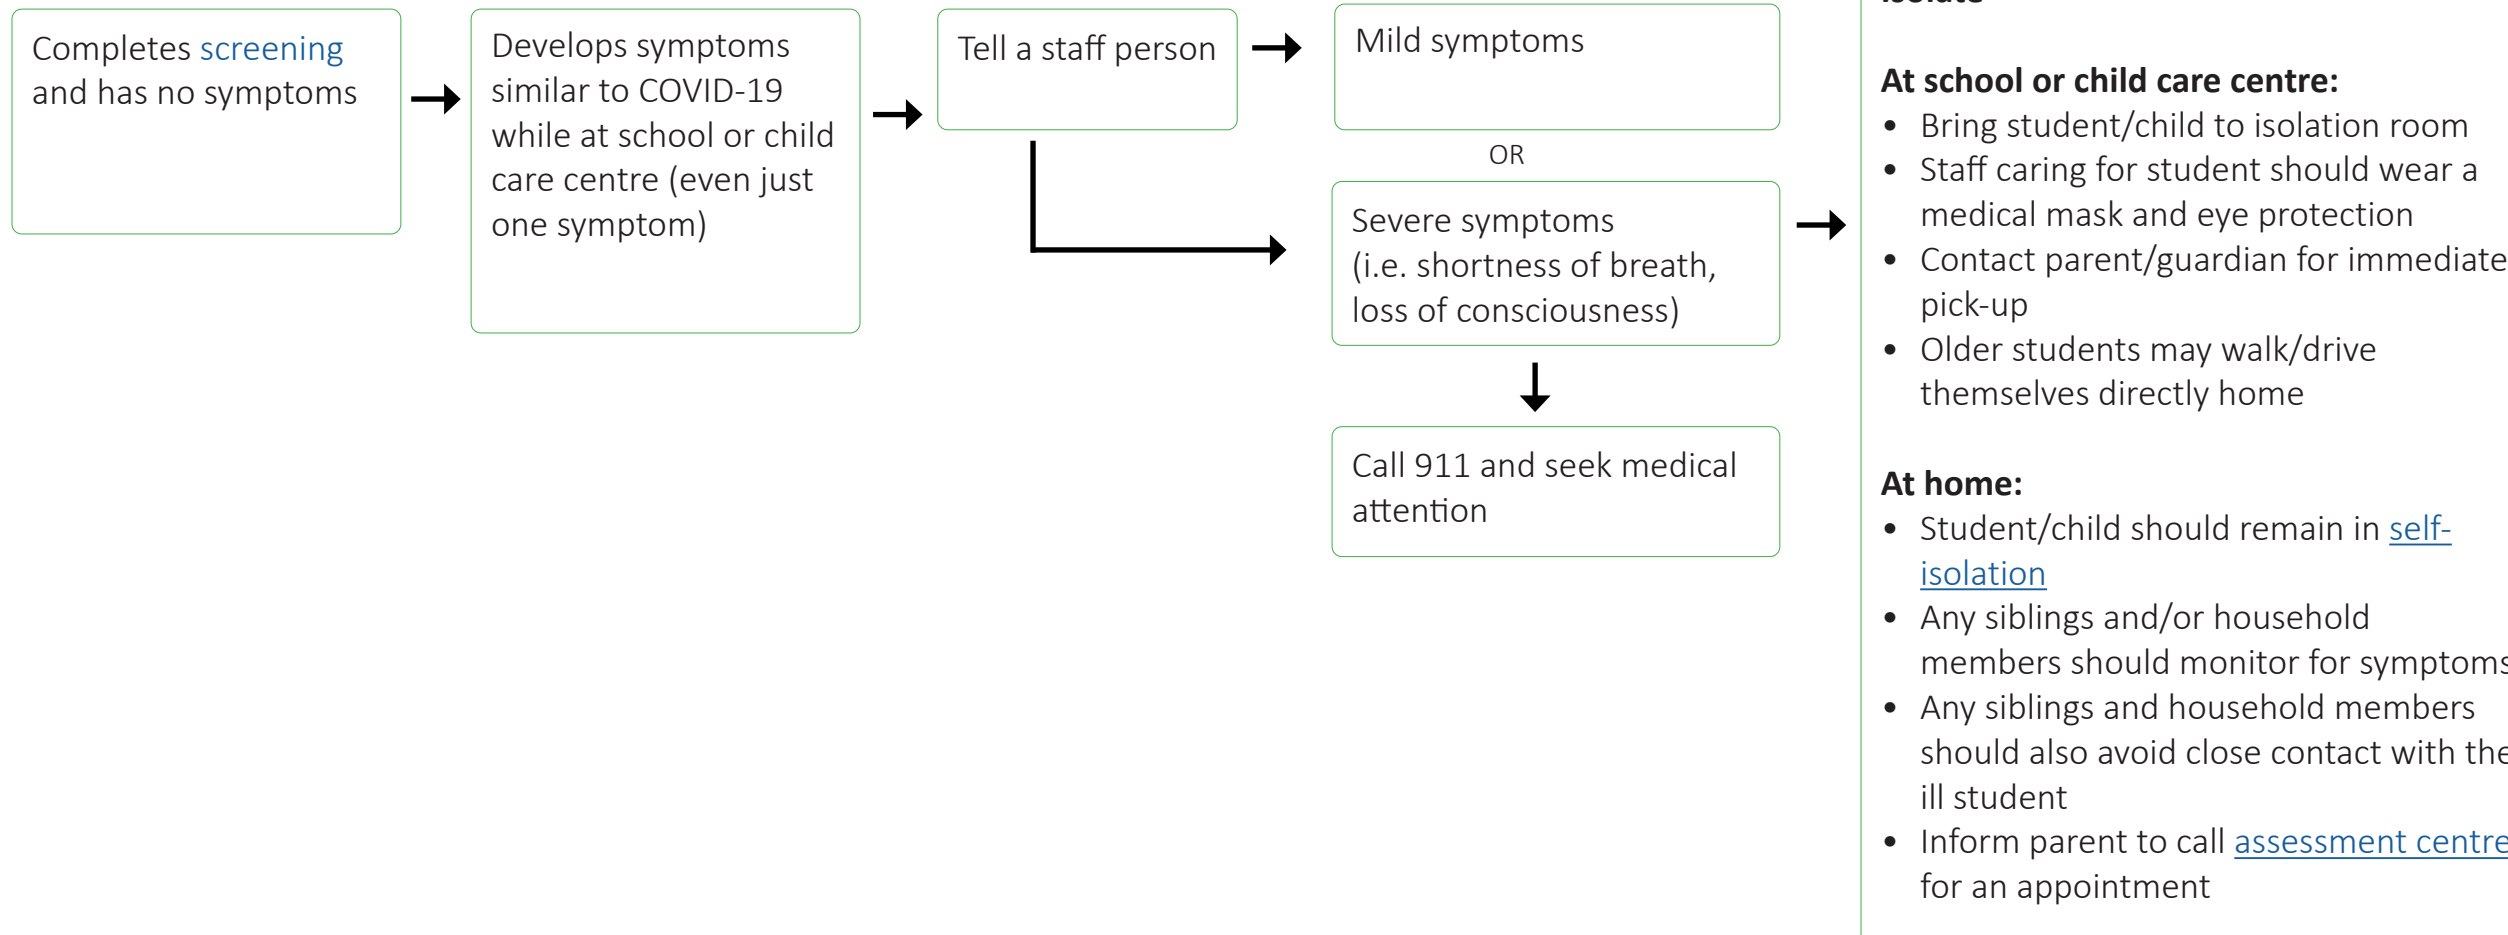 Completes screening
and has no symptoms
Develops symptoms
similar to COVID-19
while at school or child
care centre (even just
one symptom)
Tell a staff person
Mild symptoms
OR
Severe symptoms
(i.e. shortness of breath,
loss of consciousness)
Call 911 and seek medical
attention
Isolate
At school or child care centre:
• Bring student/child to isolation room
• Staff caring for student should wear a
medical mask and eye protection
• Contact parent/guardian for immediate
pick-up
• Older students may walk/drive
themselves directly home
At home:
• Student/child should remain in self-
isolation
• Any siblings and/or household
members should monitor for symptoms
• Any siblings and household members
should also avoid close contact with the
ill student
• Inform parent to call assessment centre
for an appointment